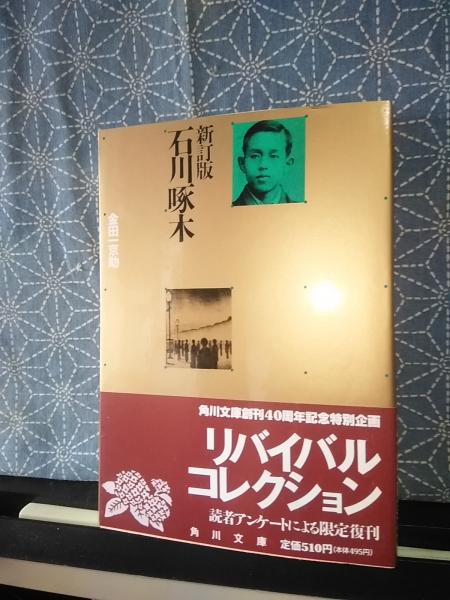 新訂版
石川啄木
金田一京助
角川文庫創刊40周年記念特別企画
リバイバル
コレクション
読者アンケートによる限定復刊
角川文庫 定価510円(本体495円)